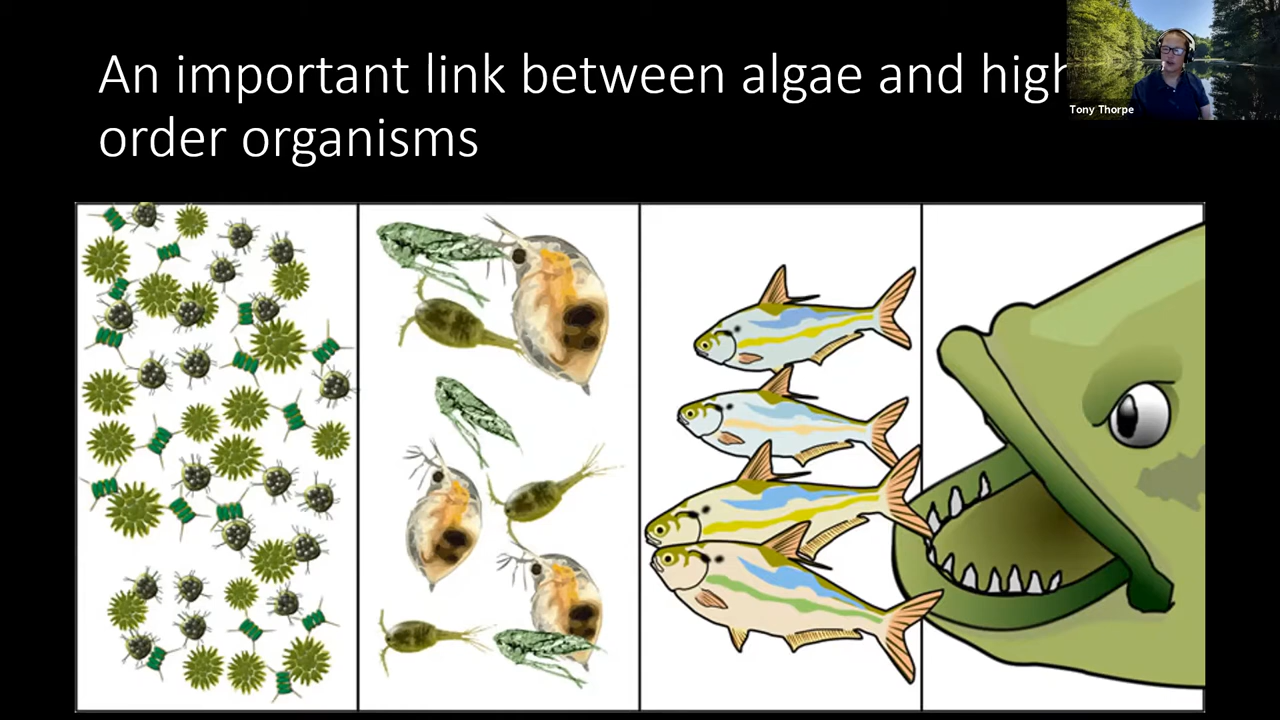 An important link between algae and high
order organisms
Tony Thorpe